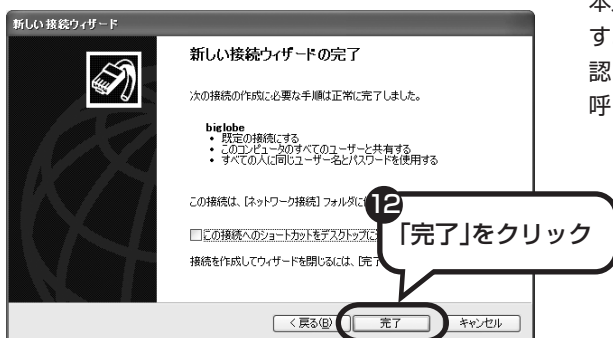 新しい接続ウィザード
新しい接続ウィザードの完了
次の接続の作成に必要な手順は正常に完了しました。
biglobe
• 既定の接続にする
• このコンピュータのすべてのユーザーと共有する
• すべての人に同じユーザー名とパスワードを使用する
この接続は、[ネットワーク接続] フォルダに
⓬
「完了」をクリック
□この接続へのショートカットをデスクトップに
接続を作成してウィザードを閉じるには、[完了
< 戻る(B)
完了
キャンセル
す
認
呼